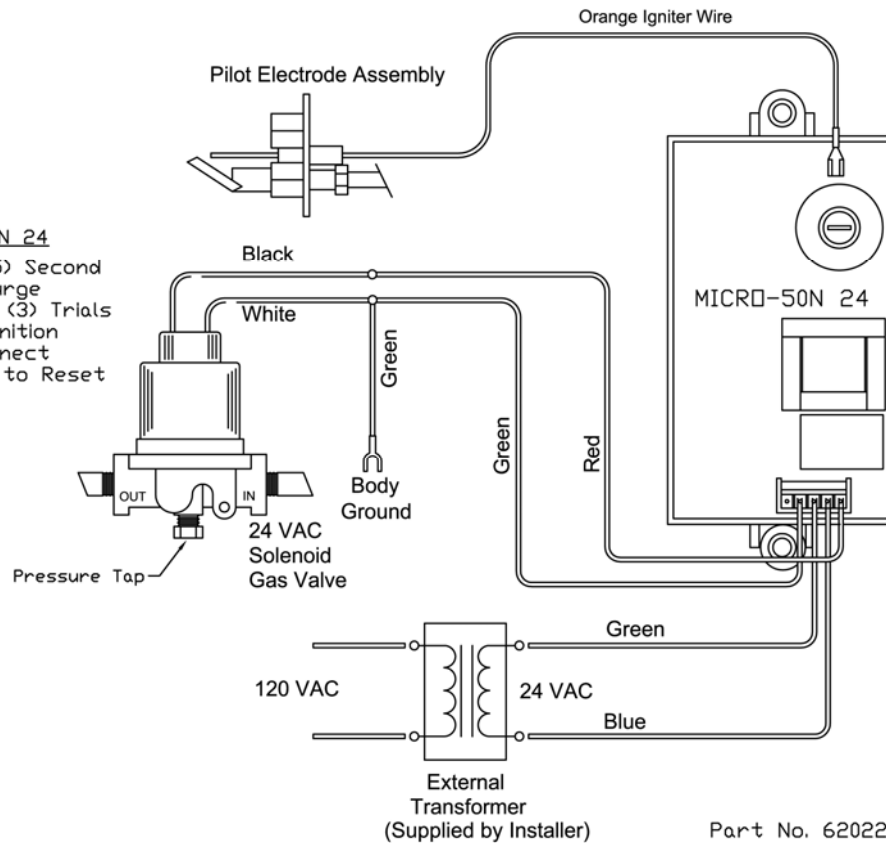 Orange Igniter Wire
Pilot Electrode Assembly
N 24
) Second
urge
(3) Trials
nition
nect
to Reset
Black
White
Green
Body
Ground
OUT
IN
24 VAC
Solenoid
Gas Valve
Pressure Tap
Green
Red
MICRO-50N 24
120 VAC
24 VAC
Green
Blue
External
Transformer
(Supplied by Installer)
Part No. 62022